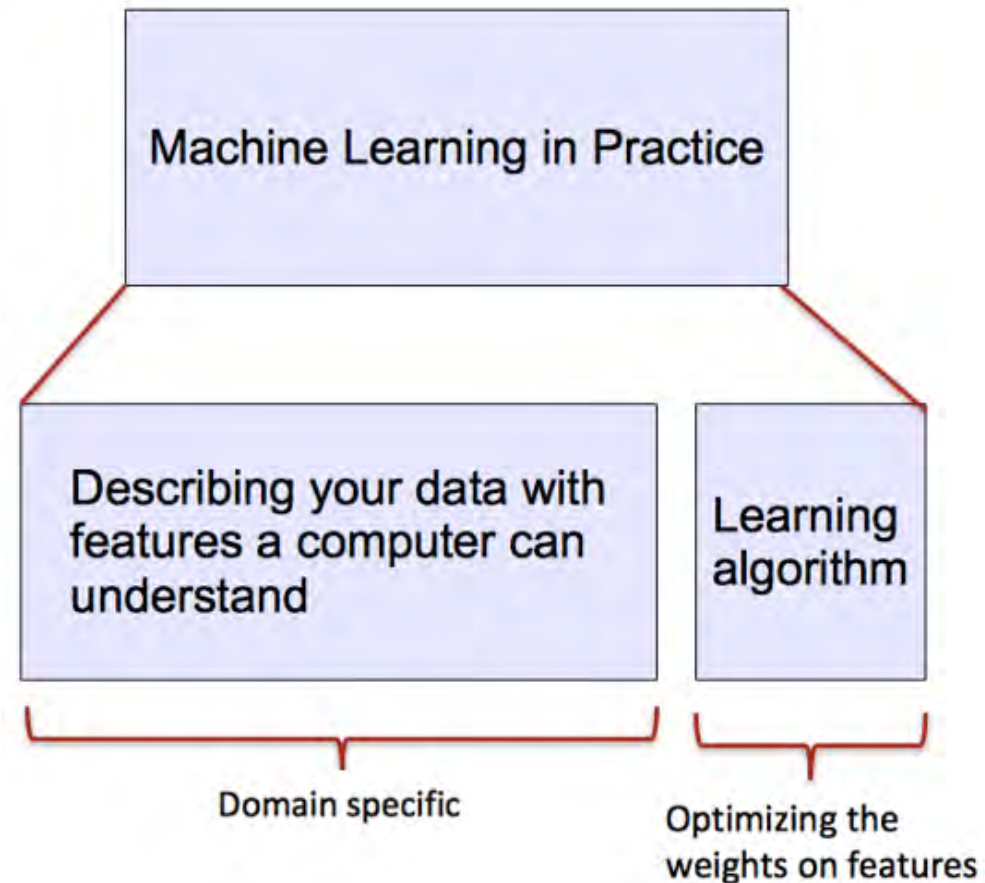 Machine Learning in Practice
Describing your data with
features a computer can
understand
Learning
algorithm
Domain specific
Optimizing the
weights on features